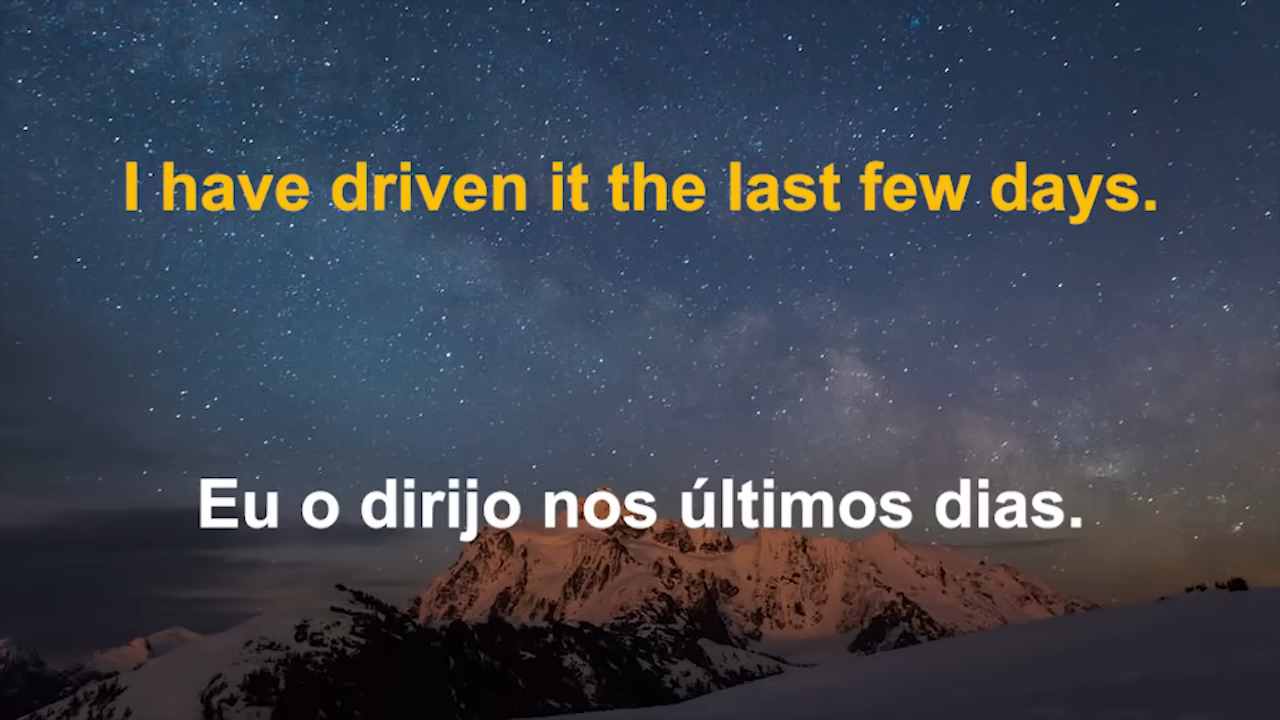 I have driven it the last few days.
Eu o dirijo nos últimos dias.